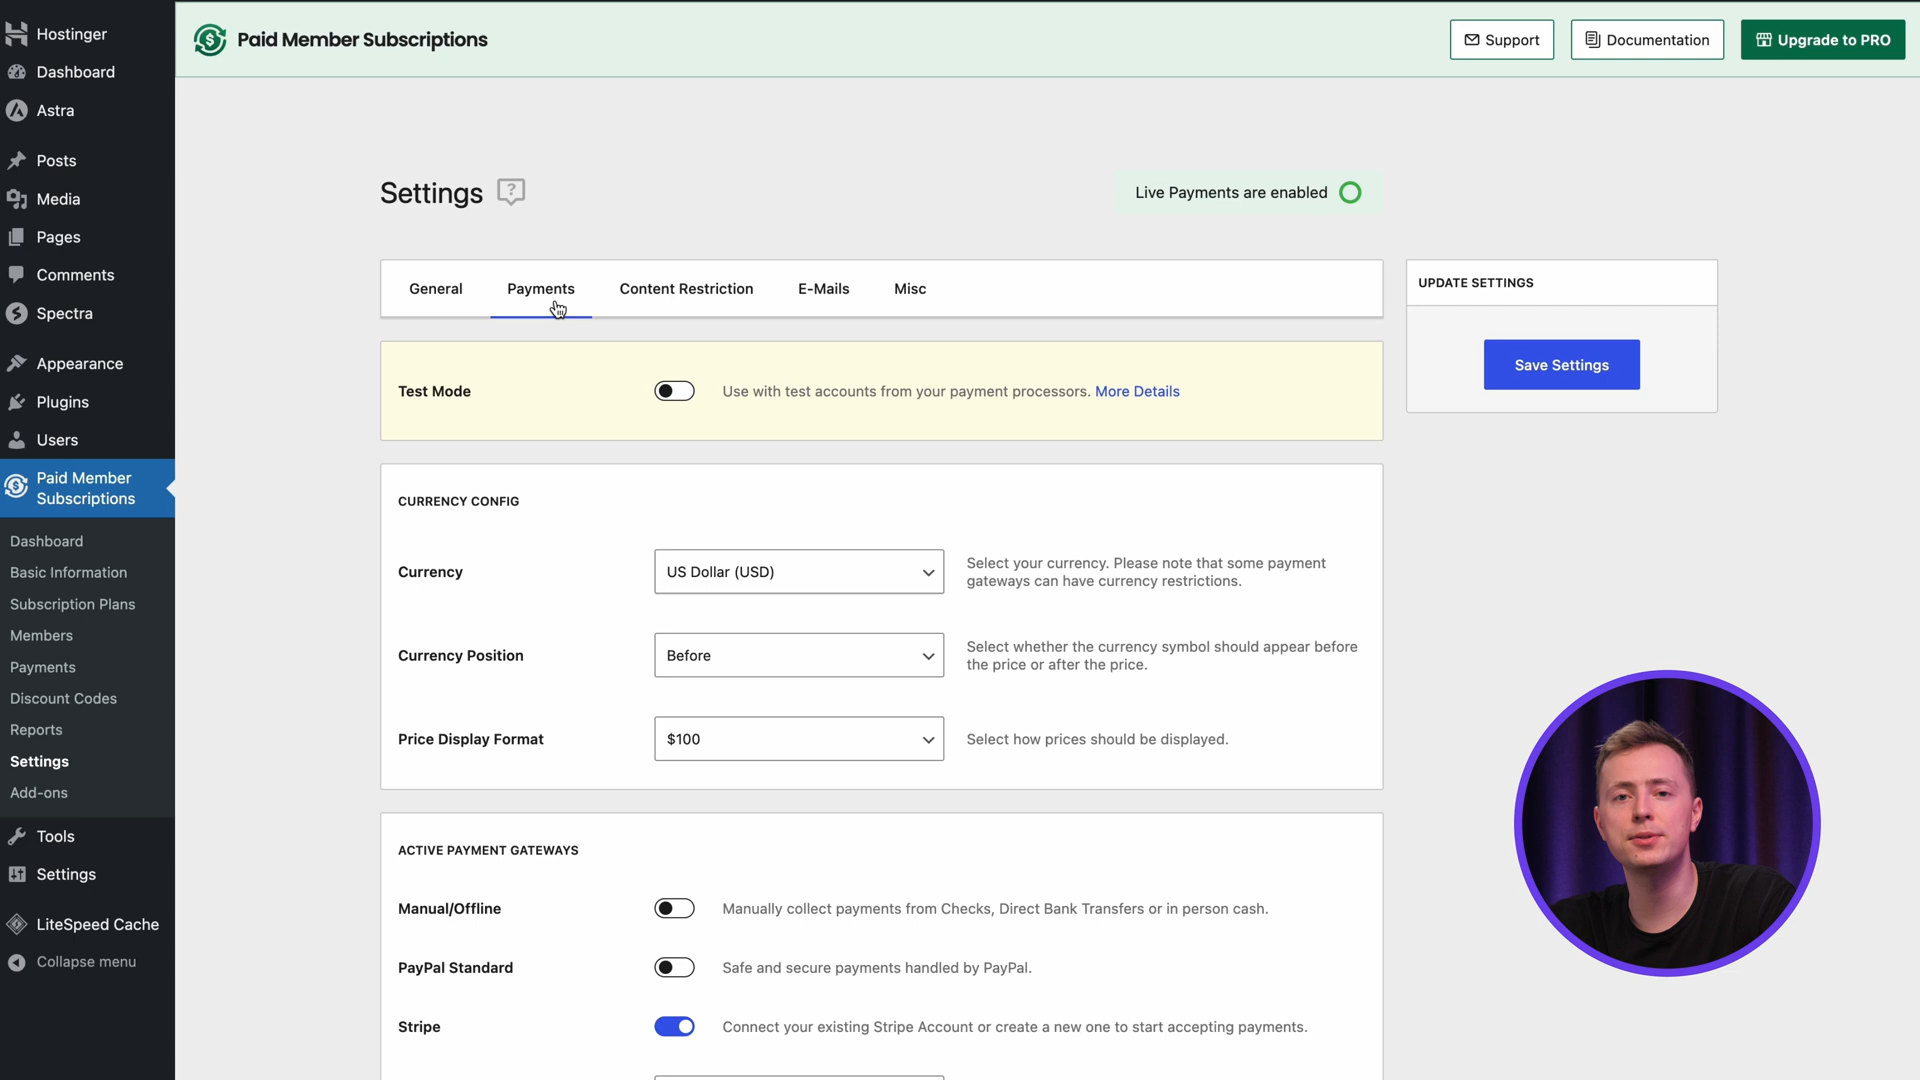 Hostinger
Dashboard
Astra
Posts
Media
Pages
Comments
Spectra
Appearance
Plugins
Users
Paid Member
Subscriptions
Dashboard
Basic Information
Subscription Plans
Members
Payments
Discount Codes
Reports
Settings
Add-ons
Tools
Settings
LiteSpeed Cache
Collapse menu
Paid Member Subscriptions
Support
Documentation
Upgrade to PRO
Settings
Live Payments are enabled
General Payments Content Restriction E-Mails Misc
UPDATE SETTINGS
Save Settings
Test Mode
Use with test accounts from your payment processors. More Details
CURRENCY CONFIG
Currency
US Dollar (USD)
Select your currency. Please note that some payment
gateways can have currency restrictions.
Currency Position
Before
Select whether the currency symbol should appear before
the price or after the price.
Price Display Format
$100
Select how prices should be displayed.
ACTIVE PAYMENT GATEWAYS
Manual/Offline
Manually collect payments from Checks, Direct Bank Transfers or in person cash.
PayPal Standard
Safe and secure payments handled by PayPal.
Stripe
Connect your existing Stripe Account or create a new one to start accepting payments.